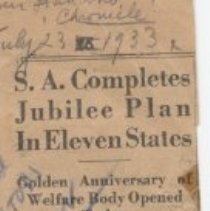 Chronicle
July 23 1933
S. A. Completes
Jubilee Plan
In Eleven States
Golden Anniversary of
Welfare Body Opened